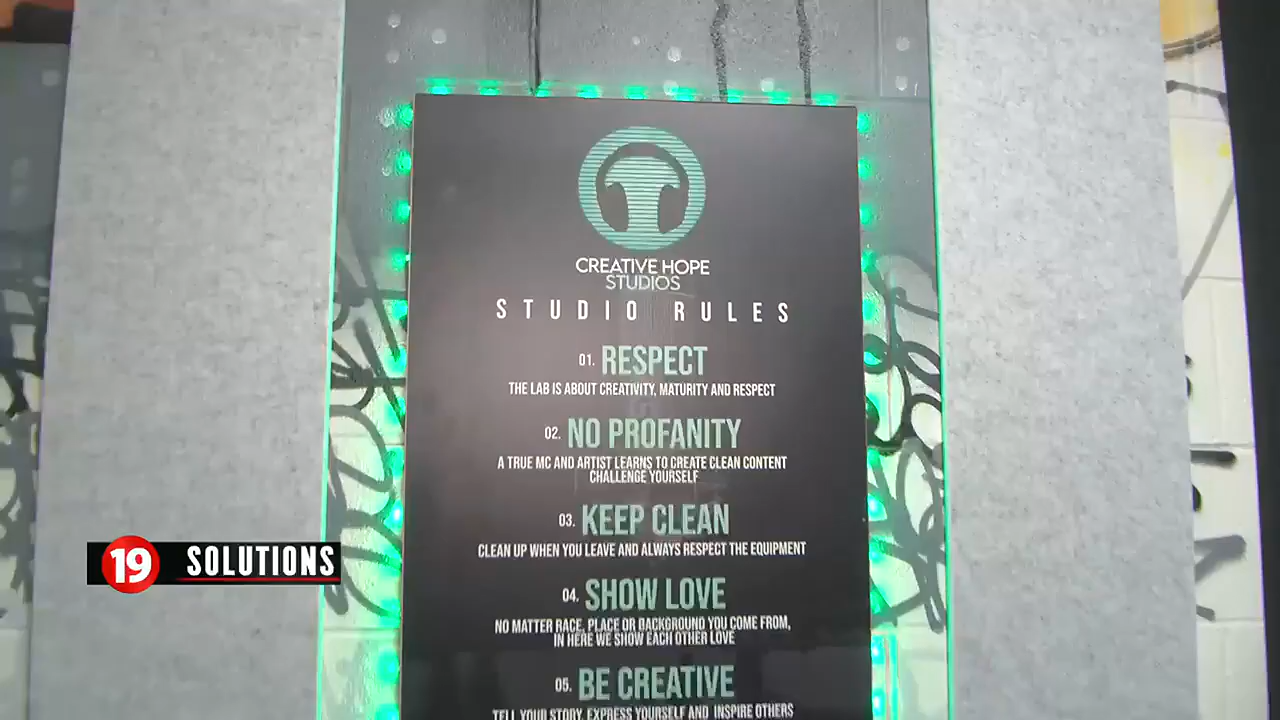 CREATIVE HOPE
STUDIOS
STUDIO RULES
01. RESPECT
THE LAB IS ABOUT CREATIVITY, MATURITY AND RESPECT
02. NO PROFANITY
A TRUE MC AND ARTIST LEARNS TO CREATE CLEAN CONTENT
CHALLENGE YOURSELF
03. KEEP CLEAN
CLEAN UP WHEN YOU LEAVE AND ALWAYS RESPECT THE EQUIPMENT
04. SHOW LOVE
NO MATTER RACE, PLACE OR BACKGROUND YOU COME FROM,
IN HERE WE SHOW EACH OTHER LOVE
05. BE CREATIVE
TELL YOUR STORY, EXPRESS YOURSELF AND INSPIRE OTHERS
19 SOLUTIONS